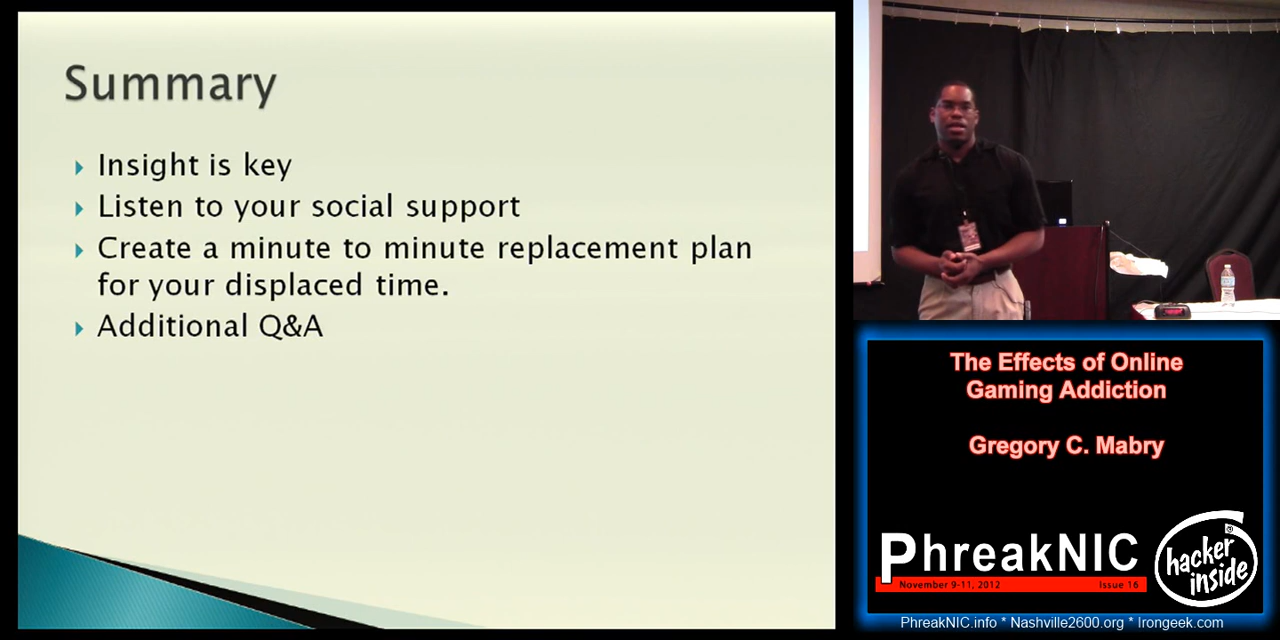 Summary
Insight is key
Listen to your social support
Create a minute to minute replacement plan
for your displaced time.
Additional Q&A
The Effects of Online
Gaming Addiction
Gregory C. Mabry
PhreakNIC
November 9-11, 2012 Issue 16
hacker
inside
PhreakNIC.info * Nashville2600.org * Irongeek.com